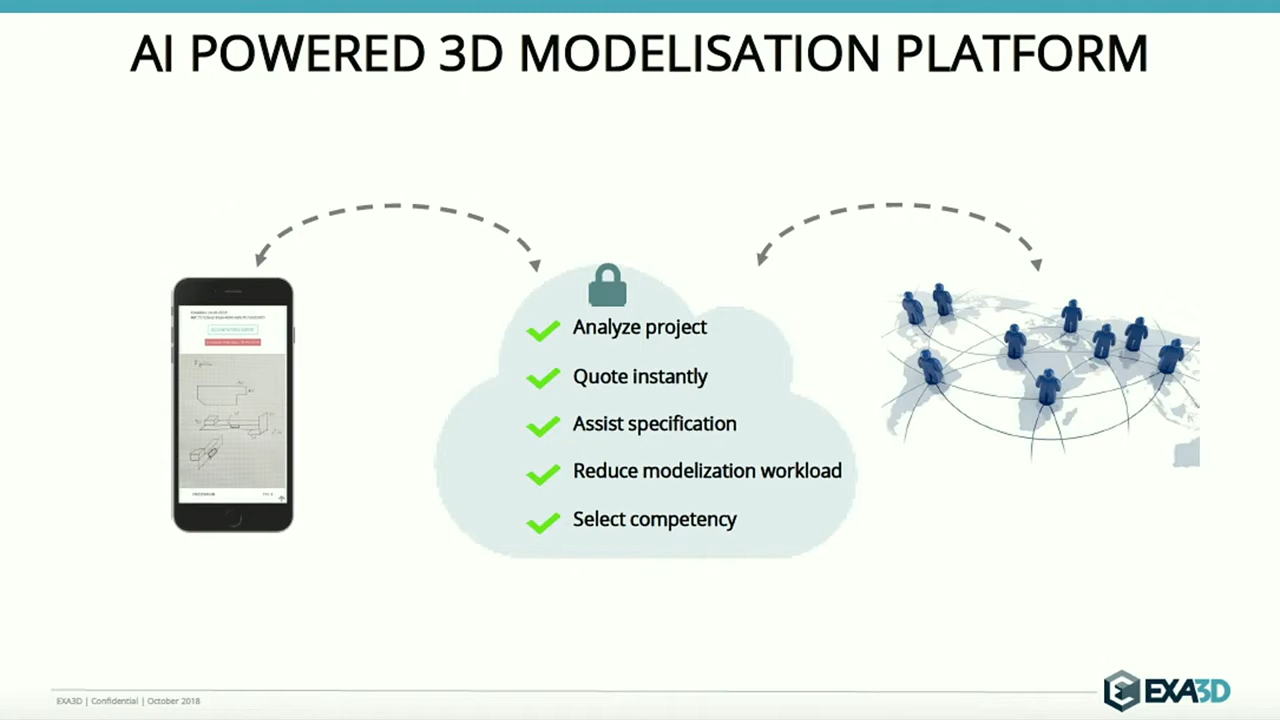 AI POWERED 3D MODELISATION PLATFORM
Analyze project
Quote instantly
Assist specification
Reduce modelization workload
Select competency
EXA3D | Confidential | October 2018
EXA3D